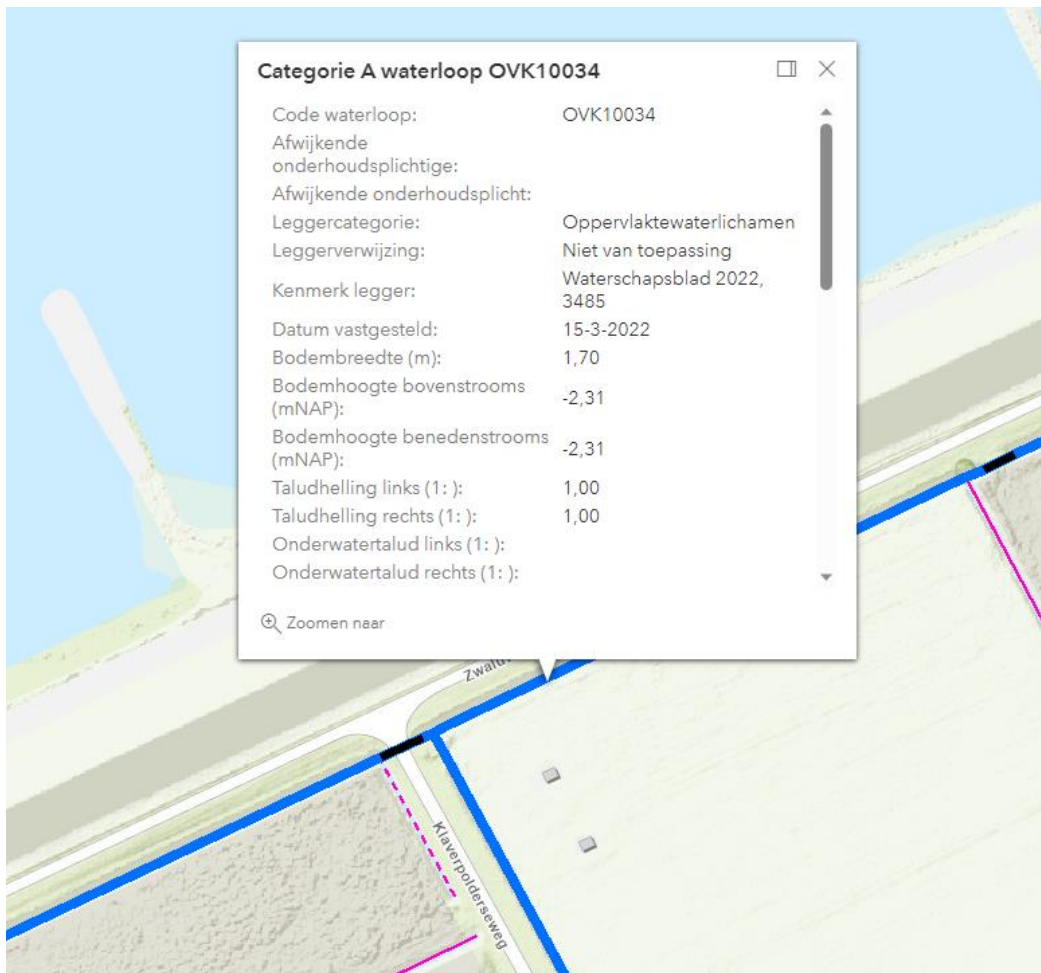 Categorie A waterloop OVK10034
Code waterloop: OVK10034
Afwijkende
onderhoudsplichtige:
Afwijkende onderhoudsplicht:
Leggercategorie: Oppervlaktewaterlichamen
Leggerverwijzing: Niet van toepassing
Kenmerk legger: Waterschapsblad 2022,
3485
Datum vastgesteld: 15-3-2022
Bodembreedte (m): 1,70
Bodemhoogte bovenstrooms
(mNAP): -2,31
Bodemhoogte benedenstrooms
(mNAP): -2,31
Taludhelling links (1: ): 1,00
Taludhelling rechts (1: ): 1,00
Onderwatertalud links (1: ):
Onderwatertalud rechts (1: ):
Zoomen naar
Klaverpolderseweg